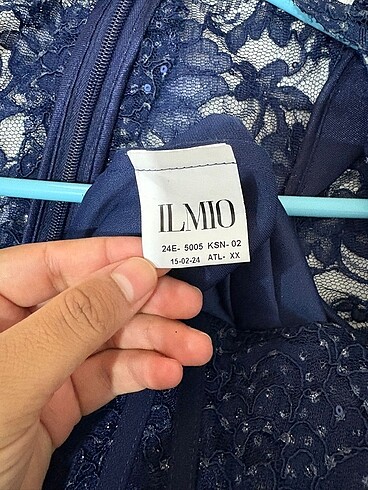 ILMIO
24E- 5005 KSN- 02
15-02-24 ATL- XX